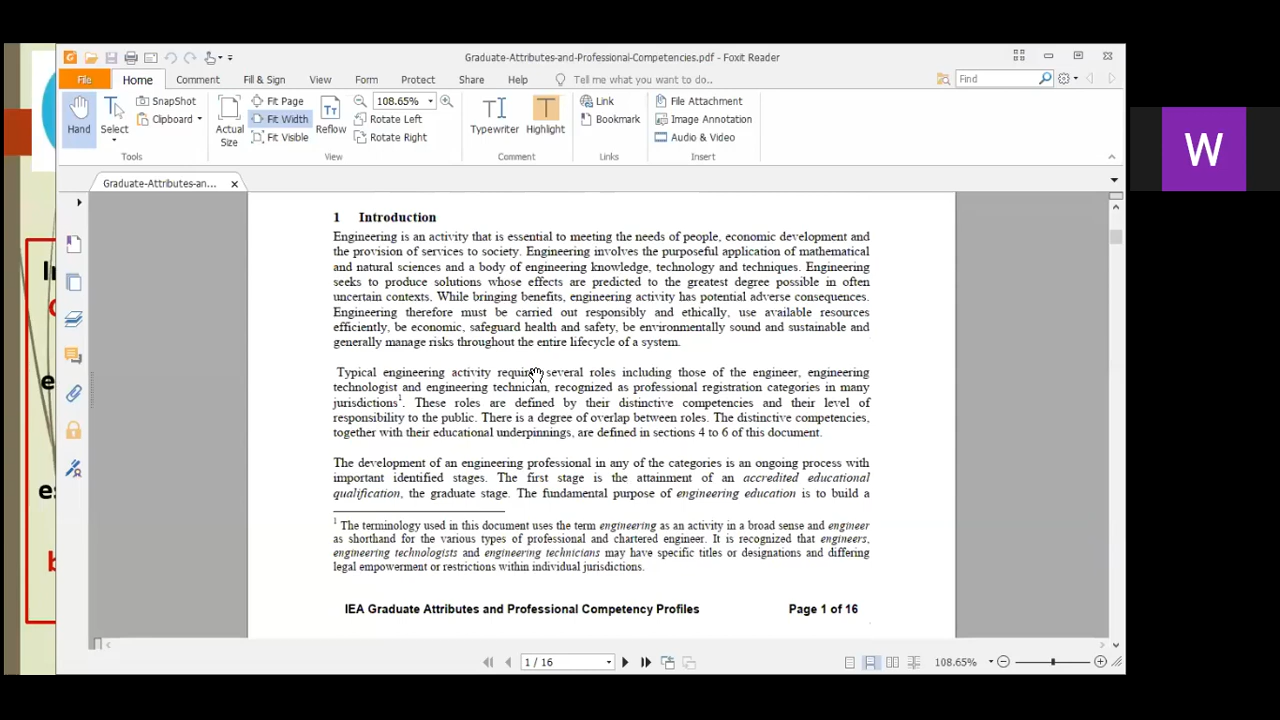 Graduate-Attributes-and-Professional-Competencies.pdf - Foxit Reader
File Home Comment Fill & Sign View Form Protect Share Help Tell me what you want to do.. Find
Hand
Select
SnapShot
Clipboard
Actual Size
Fit Page
Fit Width
Fit Visible
Reflow
108.65%
Rotate Left
Rotate Right
Typewriter
Highlight
Link
Bookmark
File Attachment
Image Annotation
Audio & Video
Tools View Comment Links Insert
Graduate-Attributes-an...
W
1 Introduction
Engineering is an activity that is essential to meeting the needs of people, economic development and
the provision of services to society. Engineering involves the purposeful application of mathematical
and natural sciences and a body of engineering knowledge, technology and techniques. Engineering
seeks to produce solutions whose effects are predicted to the greatest degree possible in often
uncertain contexts. While bringing benefits, engineering activity has potential adverse consequences.
Engineering therefore must be carried out responsibly and ethically, use available resources
efficiently, be economic, safeguard health and safety, be environmentally sound and sustainable and
generally manage risks throughout the entire lifecycle of a system.
Typical engineering activity requires several roles including those of the engineer, engineering
technologist and engineering technician, recognized as professional registration categories in many
jurisdictions1. These roles are defined by their distinctive competencies and their level of
responsibility to the public. There is a degree of overlap between roles. The distinctive competencies,
together with their educational underpinnings, are defined in sections 4 to 6 of this document.
The development of an engineering professional in any of the categories is an ongoing process with
important identified stages. The first stage is the attainment of an accredited educational
qualification, the graduate stage. The fundamental purpose of engineering education is to build a
1 The terminology used in this document uses the term engineering as an activity in a broad sense and engineer
as shorthand for the various types of professional and chartered engineer. It is recognized that engineers,
engineering technologists and engineering technicians may have specific titles or designations and differing
legal empowerment or restrictions within individual jurisdictions.
IEA Graduate Attributes and Professional Competency Profiles Page 1 of 16
1 / 16
108.65%